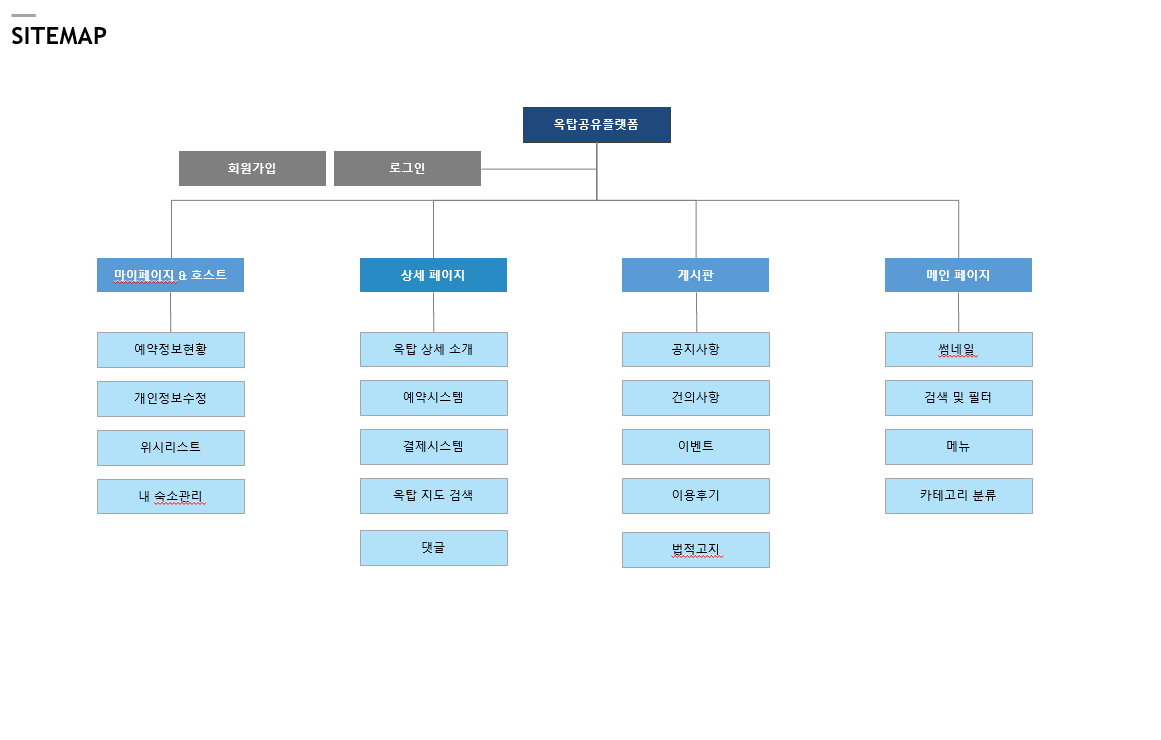 SITEMAP
옥탑공유플랫폼
회원가입
로그인
마이페이지 & 호스트
상세 페이지
게시판
메인 페이지
예약정보현황
옥탑 상세 소개
공지사항
썸네일
개인정보수정
예약시스템
건의사항
검색 및 필터
위시리스트
결제시스템
이벤트
메뉴
내 숙소관리
옥탑 지도 검색
이용후기
카테고리 분류
댓글
법적고지